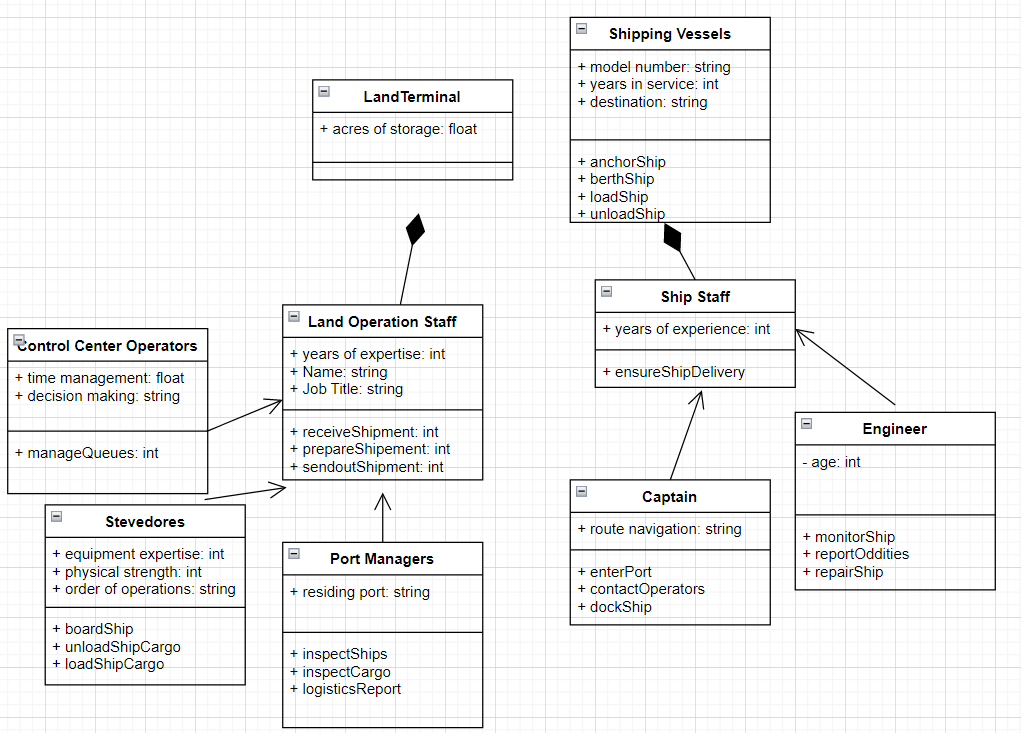 Shipping Vessels
+ model number: string
+ years in service: int
+ destination: string
+ anchorShip
+ berthShip
+ loadShip
+ unloadShip
LandTerminal
+ acres of storage: float
Ship Staff
+ years of experience: int
+ ensureShipDelivery
Land Operation Staff
+ years of expertise: int
+ Name: string
+ Job Title: string
+ receiveShipment: int
+ prepareShipement: int
+ sendoutShipment: int
Control Center Operators
+ time management: float
+ decision making: string
+ manageQueues: int
Engineer
- age: int
+ monitorShip
+ reportOddities
+ repairShip
Captain
+ route navigation: string
+ enterPort
+ contactOperators
+ dockShip
Stevedores
+ equipment expertise: int
+ physical strength: int
+ order of operations: string
+ boardShip
+ unloadShipCargo
+ loadShipCargo
Port Managers
+ residing port: string
+ inspectShips
+ inspectCargo
+ logisticsReport